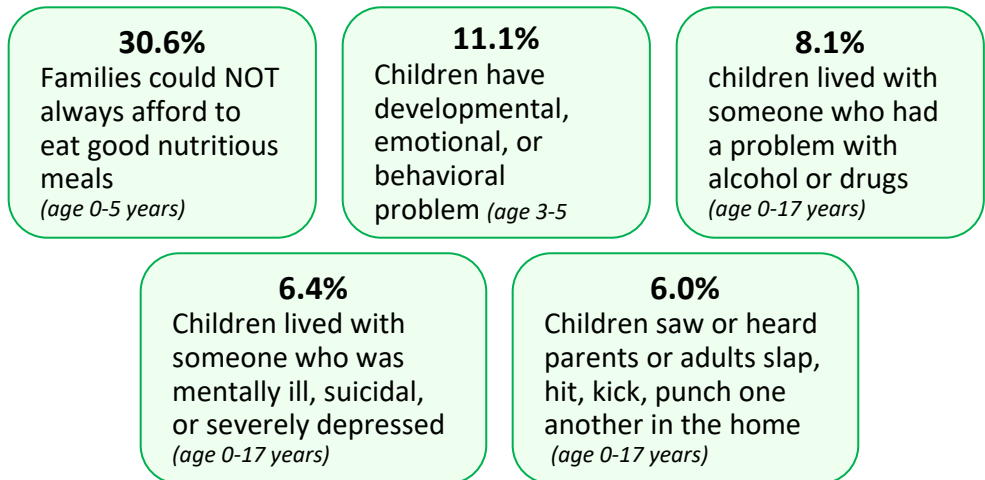 30.6%
Families could NOT
always afford to
eat good nutritious
meals
(age 0-5 years)
11.1%
Children have
developmental,
emotional, or
behavioral
problem (age 3-5
8.1%
children lived with
someone who had
a problem with
alcohol or drugs
(age 0-17 years)
6.4%
Children lived with
someone who was
mentally ill, suicidal,
or severely depressed
(age 0-17 years)
6.0%
Children saw or heard
parents or adults slap,
hit, kick, punch one
another in the home
(age 0-17 years)